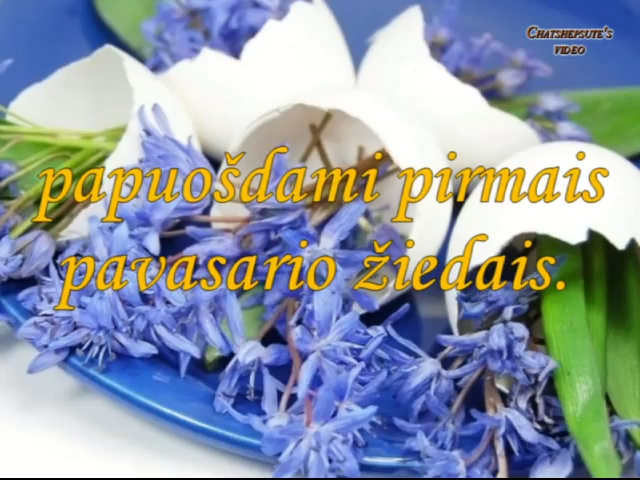 Chatshepsute's
video
papuošdami pirmais
pavasario žiedais.